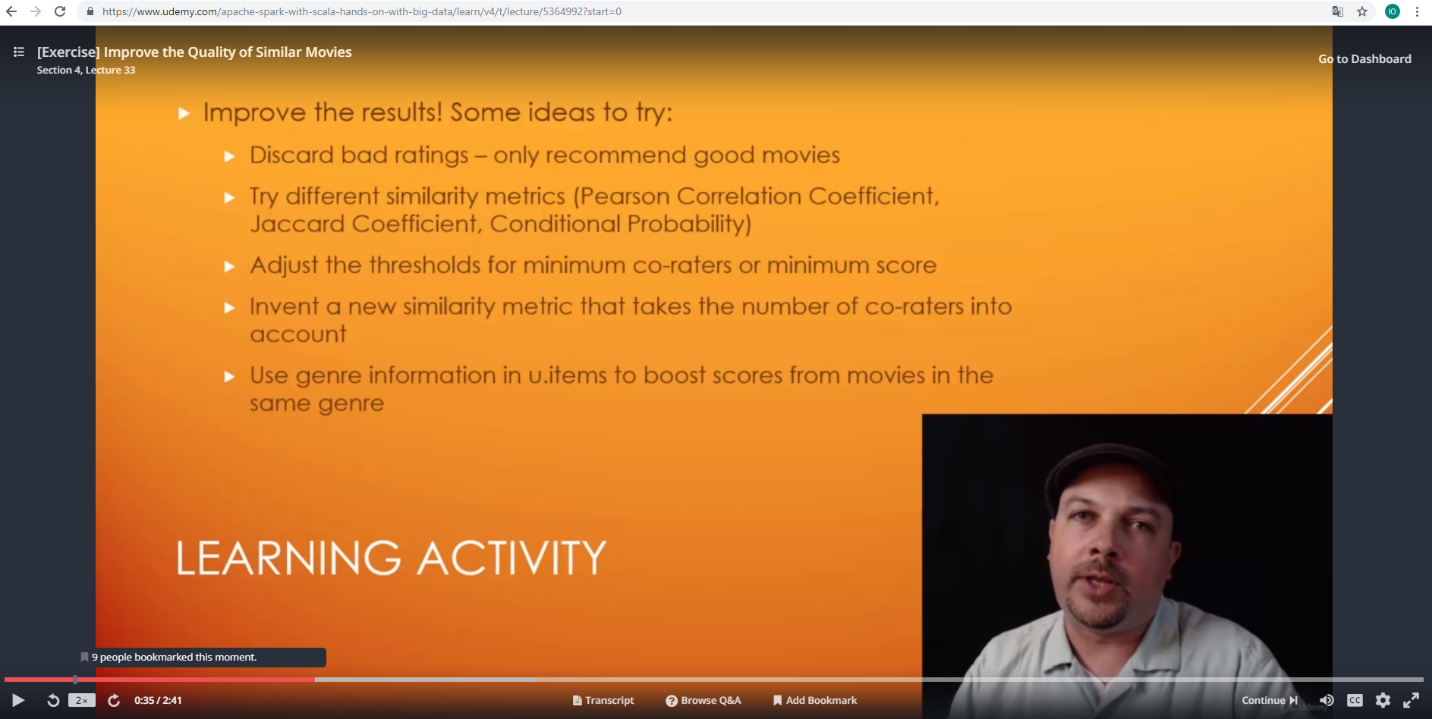 https://www.udemy.com/apache-spark-with-scala-hands-on-with-big-data/learn/v4/t/lecture/5364992?start=0
Ю
[Exercise] Improve the Quality of Similar Movies
Section 4, Lecture 33
Go to Dashboard
Improve the results! Some ideas to try:
Discard bad ratings – only recommend good movies
Try different similarity metrics (Pearson Correlation Coefficient,
Jaccard Coefficient, Conditional Probability)
Adjust the thresholds for minimum co-raters or minimum score
Invent a new similarity metric that takes the number of co-raters into
account
Use genre information in u.items to boost scores from movies in the
same genre
LEARNING ACTIVITY
9 people bookmarked this moment.
2×
0:35 / 2:41
Transcript
Browse Q&A
Add Bookmark
Continue
CC